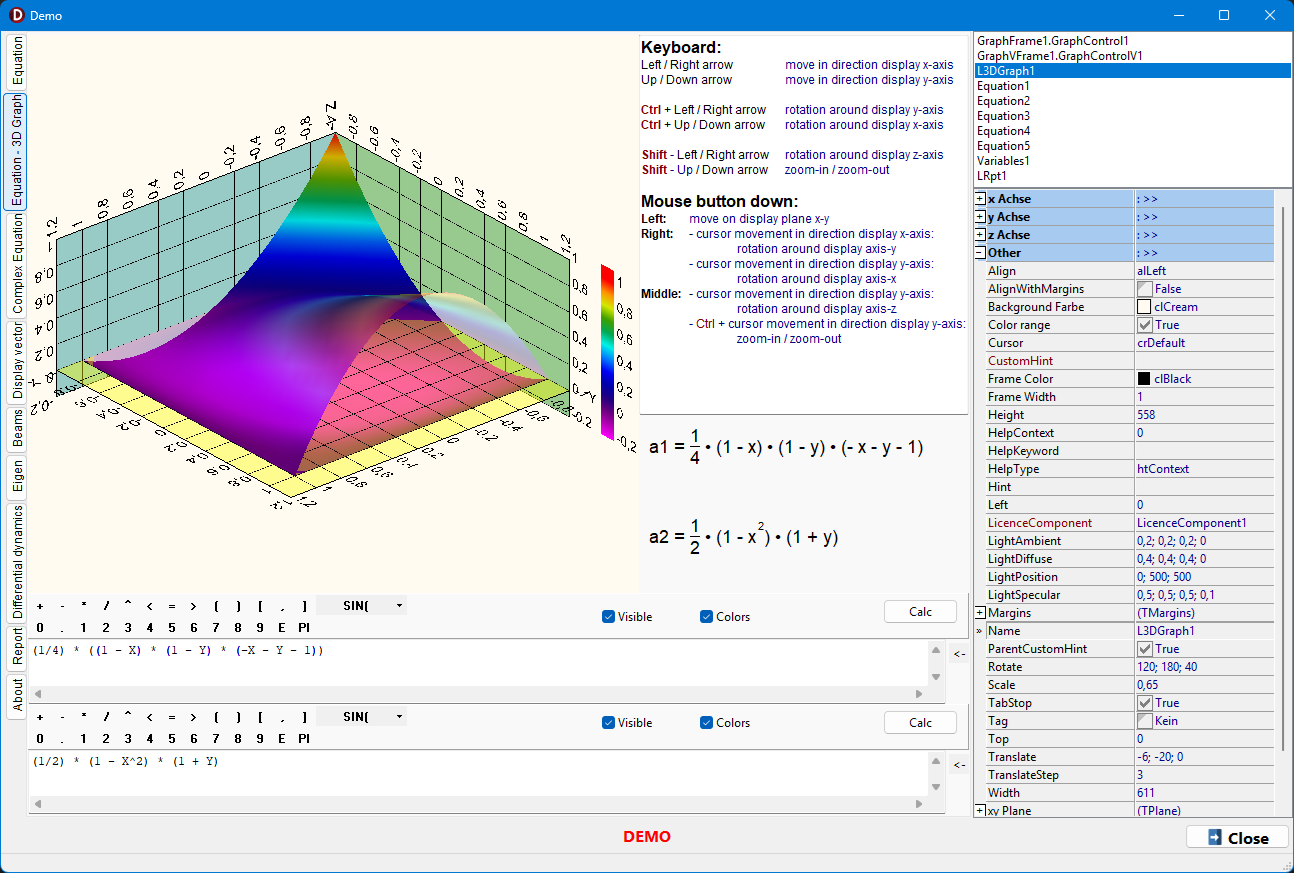 Demo
Equation
Equation - 3D Graph
Complex Equation
Display vector
Beams
Eigen
Differential dynamics
Report
About
Keyboard:
Left / Right arrow move in direction display x-axis
Up / Down arrow move in direction display y-axis
Ctrl + Left / Right arrow rotation around display y-axis
Ctrl + Up / Down arrow rotation around display x-axis
Shift - Left / Right arrow rotation around display z-axis
Shift - Up / Down arrow zoom-in / zoom-out
Mouse button down:
Left: move on display plane x-y
Right: - cursor movement in direction display x-axis:
rotation around display axis-y
- cursor movement in direction display y-axis:
rotation around display axis-x
Middle: - cursor movement in direction display y-axis:
rotation around display axis-z
- Ctrl + cursor movement in direction display y-axis:
zoom-in / zoom-out
1
0,8
0,6
0,4
0,2
0
-0,2
a1 = 1/4 • (1 - x) • (1 - y) • (- x - y - 1)
a2 = 1/2 • (1 - x^2) • (1 + y)
+ - * / ^ < = > ( ) [ , ] SIN(
0 . 1 2 3 4 5 6 7 8 9 E PI
Visible Colors Calc
(1/4) * ((1 - X) * (1 - Y) * (-X - Y - 1))
<-
+ - * / ^ < = > ( ) [ , ] SIN(
0 . 1 2 3 4 5 6 7 8 9 E PI
Visible Colors Calc
(1/2) * (1 - X^2) * (1 + Y)
<-
GraphFrame1.GraphControl1
GraphVFrame1.GraphControlV1
L3DGraph1
Equation1
Equation2
Equation3
Equation4
Equation5
Variables1
LRpt1
x Achse : >>
y Achse : >>
z Achse : >>
Other : >>
Align alLeft
AlignWithMargins False
Background Farbe clCream
Color range True
Cursor crDefault
CustomHint
Frame Color clBlack
Frame Width 1
Height 558
HelpContext 0
HelpKeyword
HelpType htContext
Hint
Left 0
LicenceComponent LicenceComponent1
LightAmbient 0,2; 0,2; 0,2; 0
LightDiffuse 0,4; 0,4; 0,4; 0
LightPosition 0; 500; 500
LightSpecular 0,5; 0,5; 0,5; 0,1
Margins (TMargins)
» Name L3DGraph1
ParentCustomHint True
Rotate 120; 180; 40
Scale 0,65
TabStop True
Tag Kein
Top 0
Translate -6; -20; 0
TranslateStep 3
Width 611
xy Plane (TPlane)
DEMO
Close